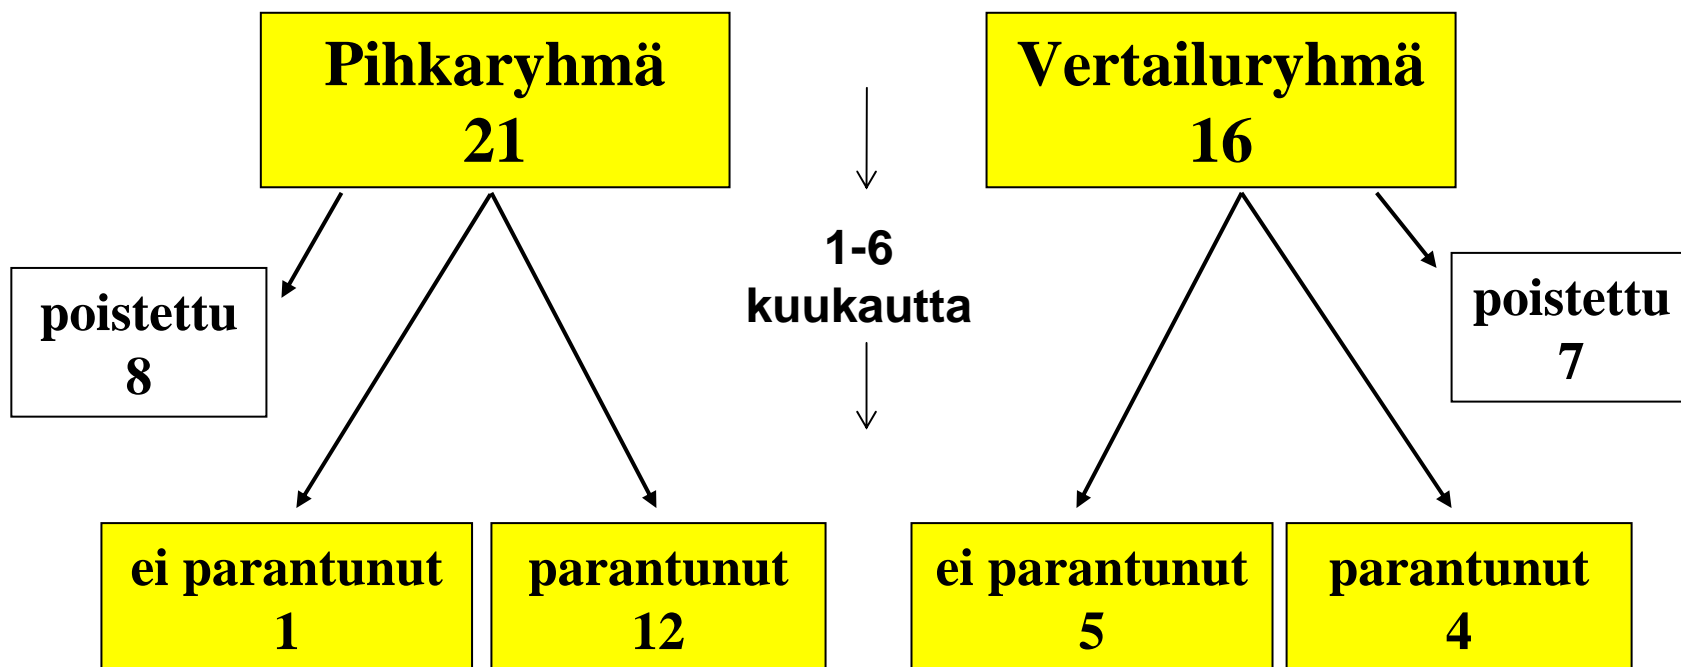 Pihkaryhmä
21
Vertailuryhmä
16
1-6
kuukautta
poistettu
8
poistettu
7
ei parantunut
1
parantunut
12
ei parantunut
5
parantunut
4